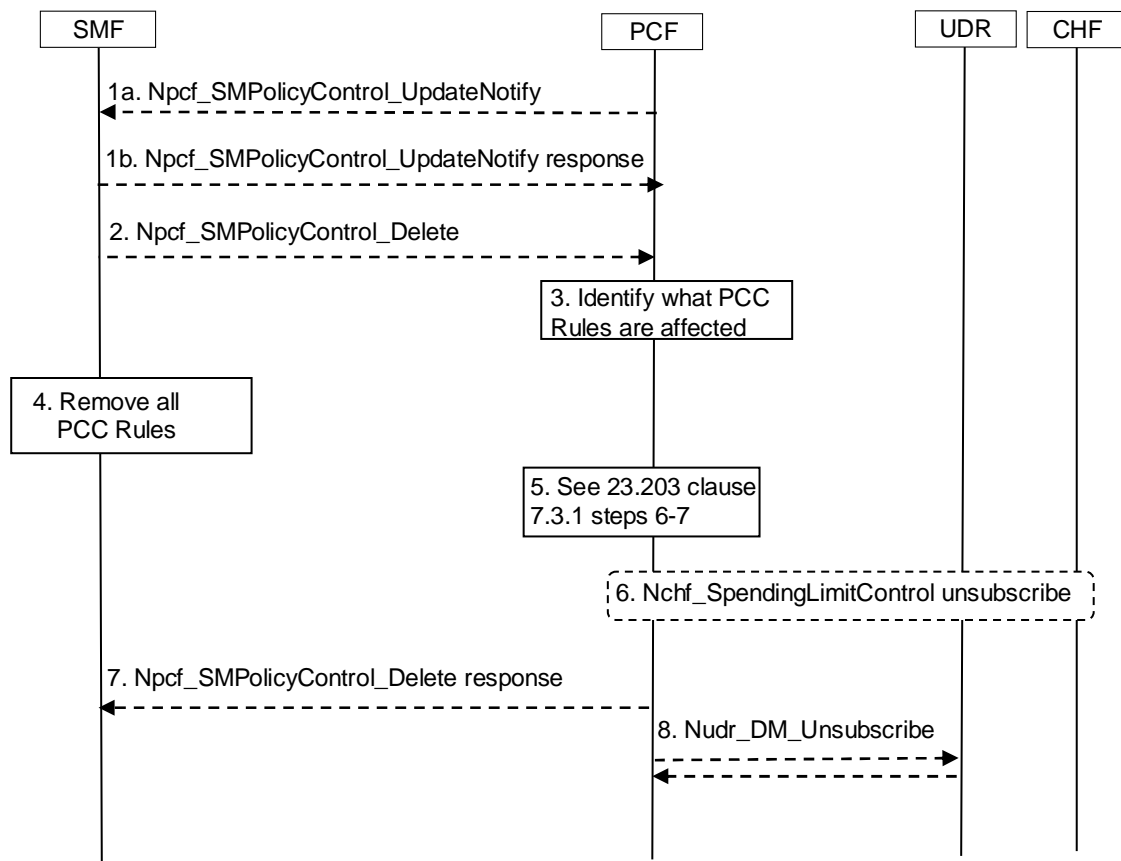 SMF
PCF
UDR
CHF
1a. Npcf_SMPolicyControl_UpdateNotify
1b. Npcf_SMPolicyControl_UpdateNotify response
2. Npcf_SMPolicyControl_Delete
3. Identify what PCC
Rules are affected
4. Remove all
PCC Rules
5. See 23.203 clause
7.3.1 steps 6-7
6. Nchf_SpendingLimitControl unsubscribe
7. Npcf_SMPolicyControl_Delete response
8. Nudr_DM_Unsubscribe